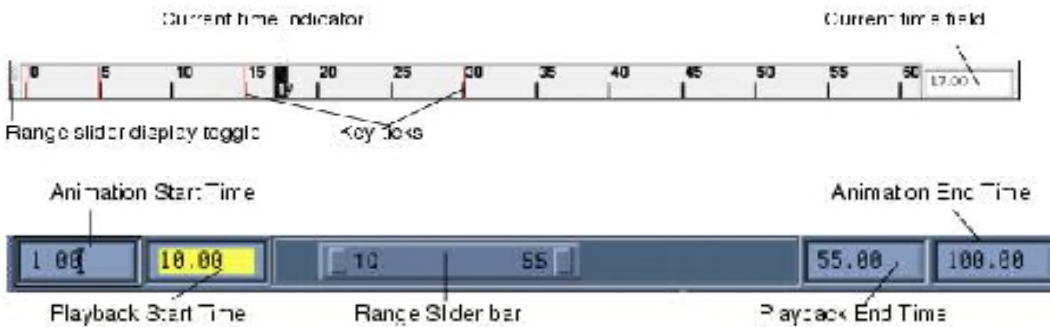 Current time indicator
Current time field
0 5 10 15 20 25 30 35 40 45 50 55 60
17.00
Range slider display toggle
Key ticks
Animation Start Time
Animation End Time
1.00 10.00 10 55 55.00 100.00
Playback Start Time
Range Slider bar
Playback End Time